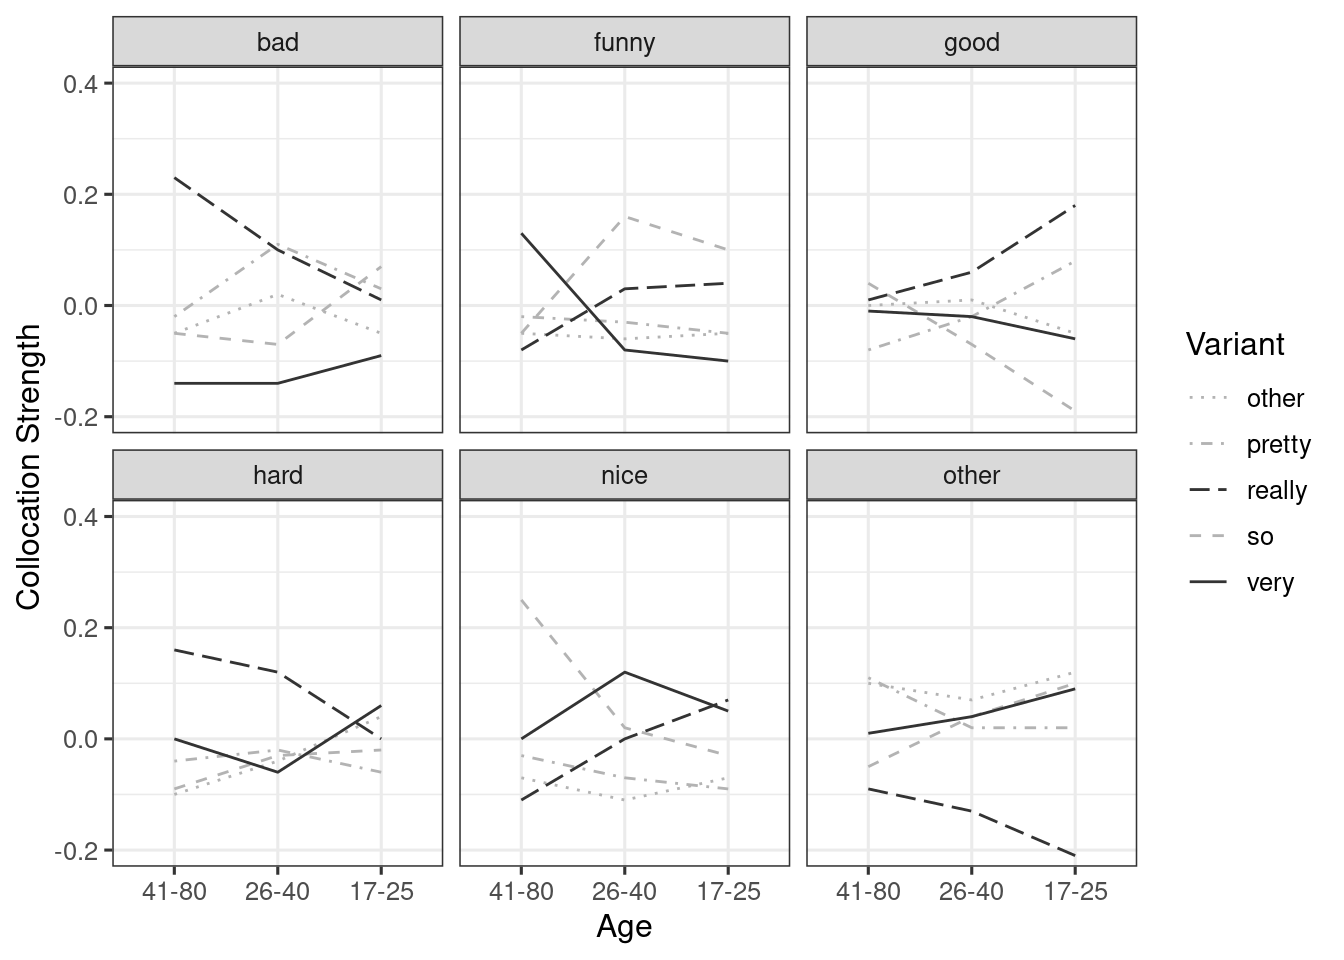 bad funny good
0.4
0.2
0.0
-0.2
hard nice other
0.4
0.2
0.0
-0.2
41-80 26-40 17-25 41-80 26-40 17-25 41-80 26-40 17-25
Age
Collocation Strength
Variant
other
pretty
really
so
very